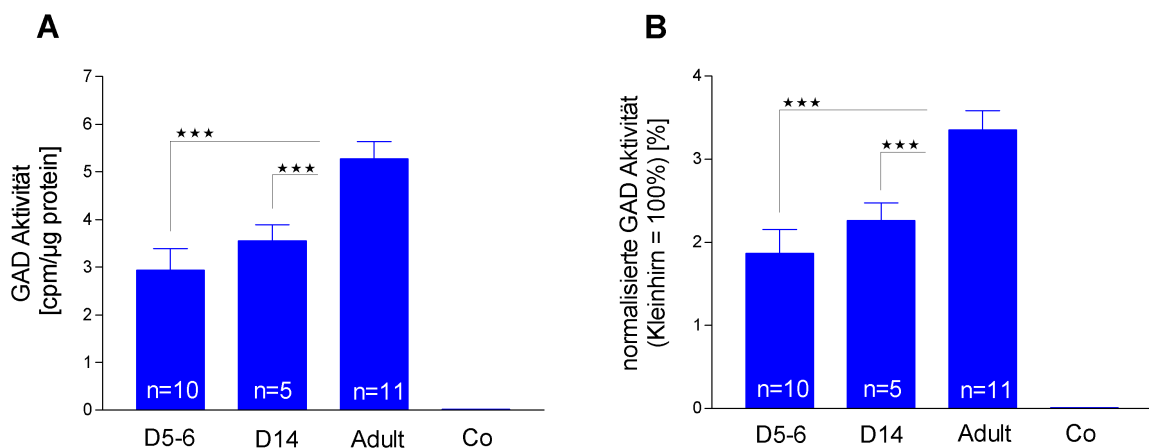 A
GAD Aktivität
[cpm/µg protein]
7
6
5
4
3
2
1
0
★★★
★★★
n=10
n=5
n=11
D5-6
D14
Adult
Co
B
normalisierte GAD Aktivität
(Kleinhirn = 100%) [%]
4
3
2
1
0
★★★
★★★
n=10
n=5
n=11
D5-6
D14
Adult
Co